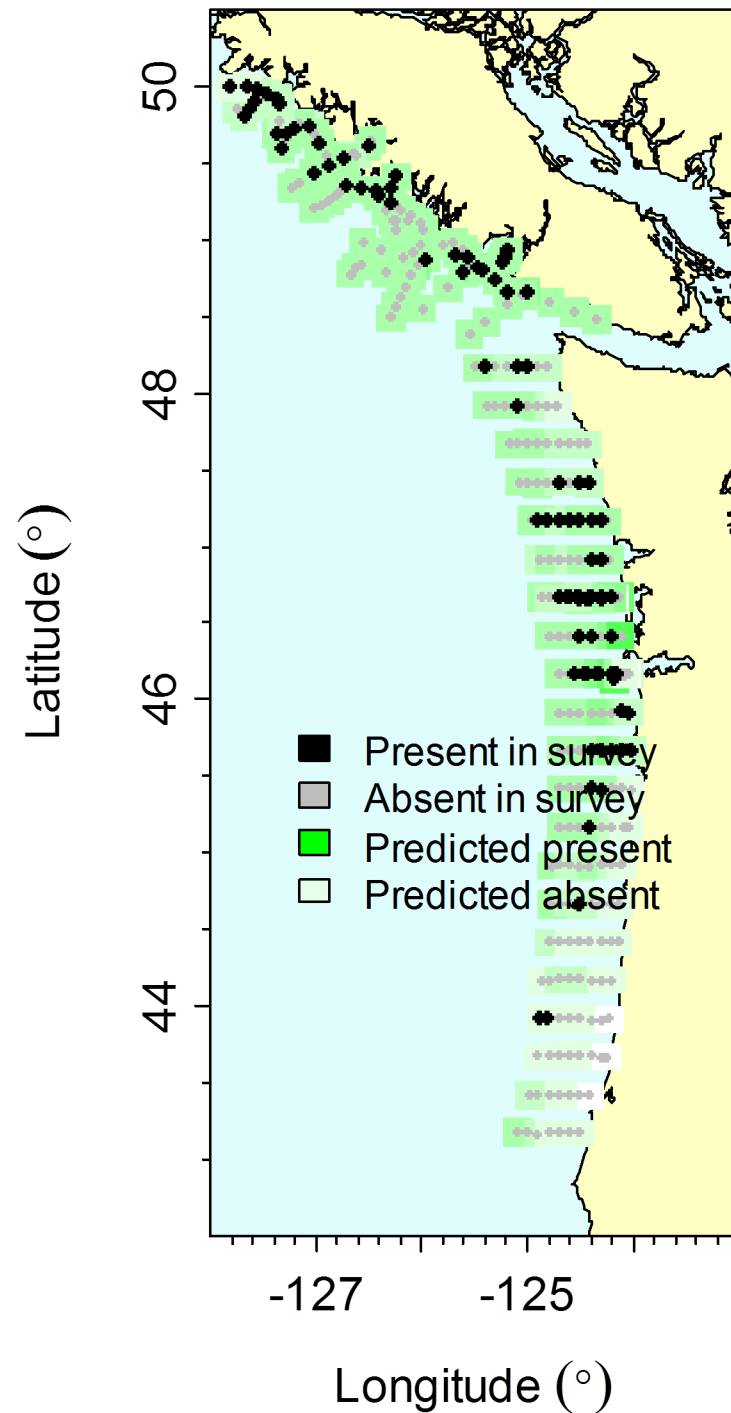 50
48
46
44
Latitude (°)
Present in survey
Absent in survey
Predicted present
Predicted absent
-127 -125
Longitude (°)